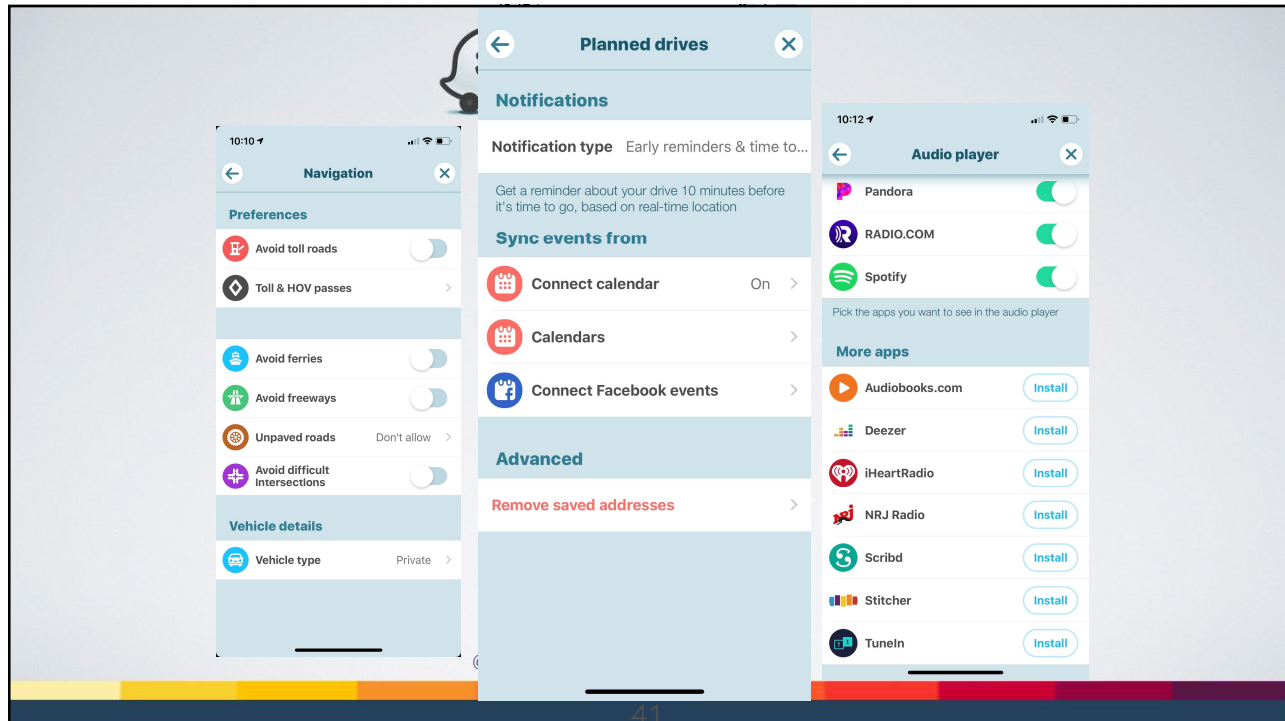 10:10
Navigation
Preferences
Avoid toll roads
Toll & HOV passes
Avoid ferries
Avoid freeways
Unpaved roads Don't allow
Avoid difficult
Intersections
Vehicle details
Vehicle type Private
Planned drives
Notifications
Notification type Early reminders & time to...
Get a reminder about your drive 10 minutes before
it's time to go, based on real-time location
Sync events from
Connect calendar On
Calendars
Connect Facebook events
Advanced
Remove saved addresses
10:12
Audio player
Pandora
RADIO.COM
Spotify
Pick the apps you want to see in the audio player
More apps
Audiobooks.com Install
Deezer Install
iHeartRadio Install
NRJ Radio Install
Scribd Install
Stitcher Install
TuneIn Install
41